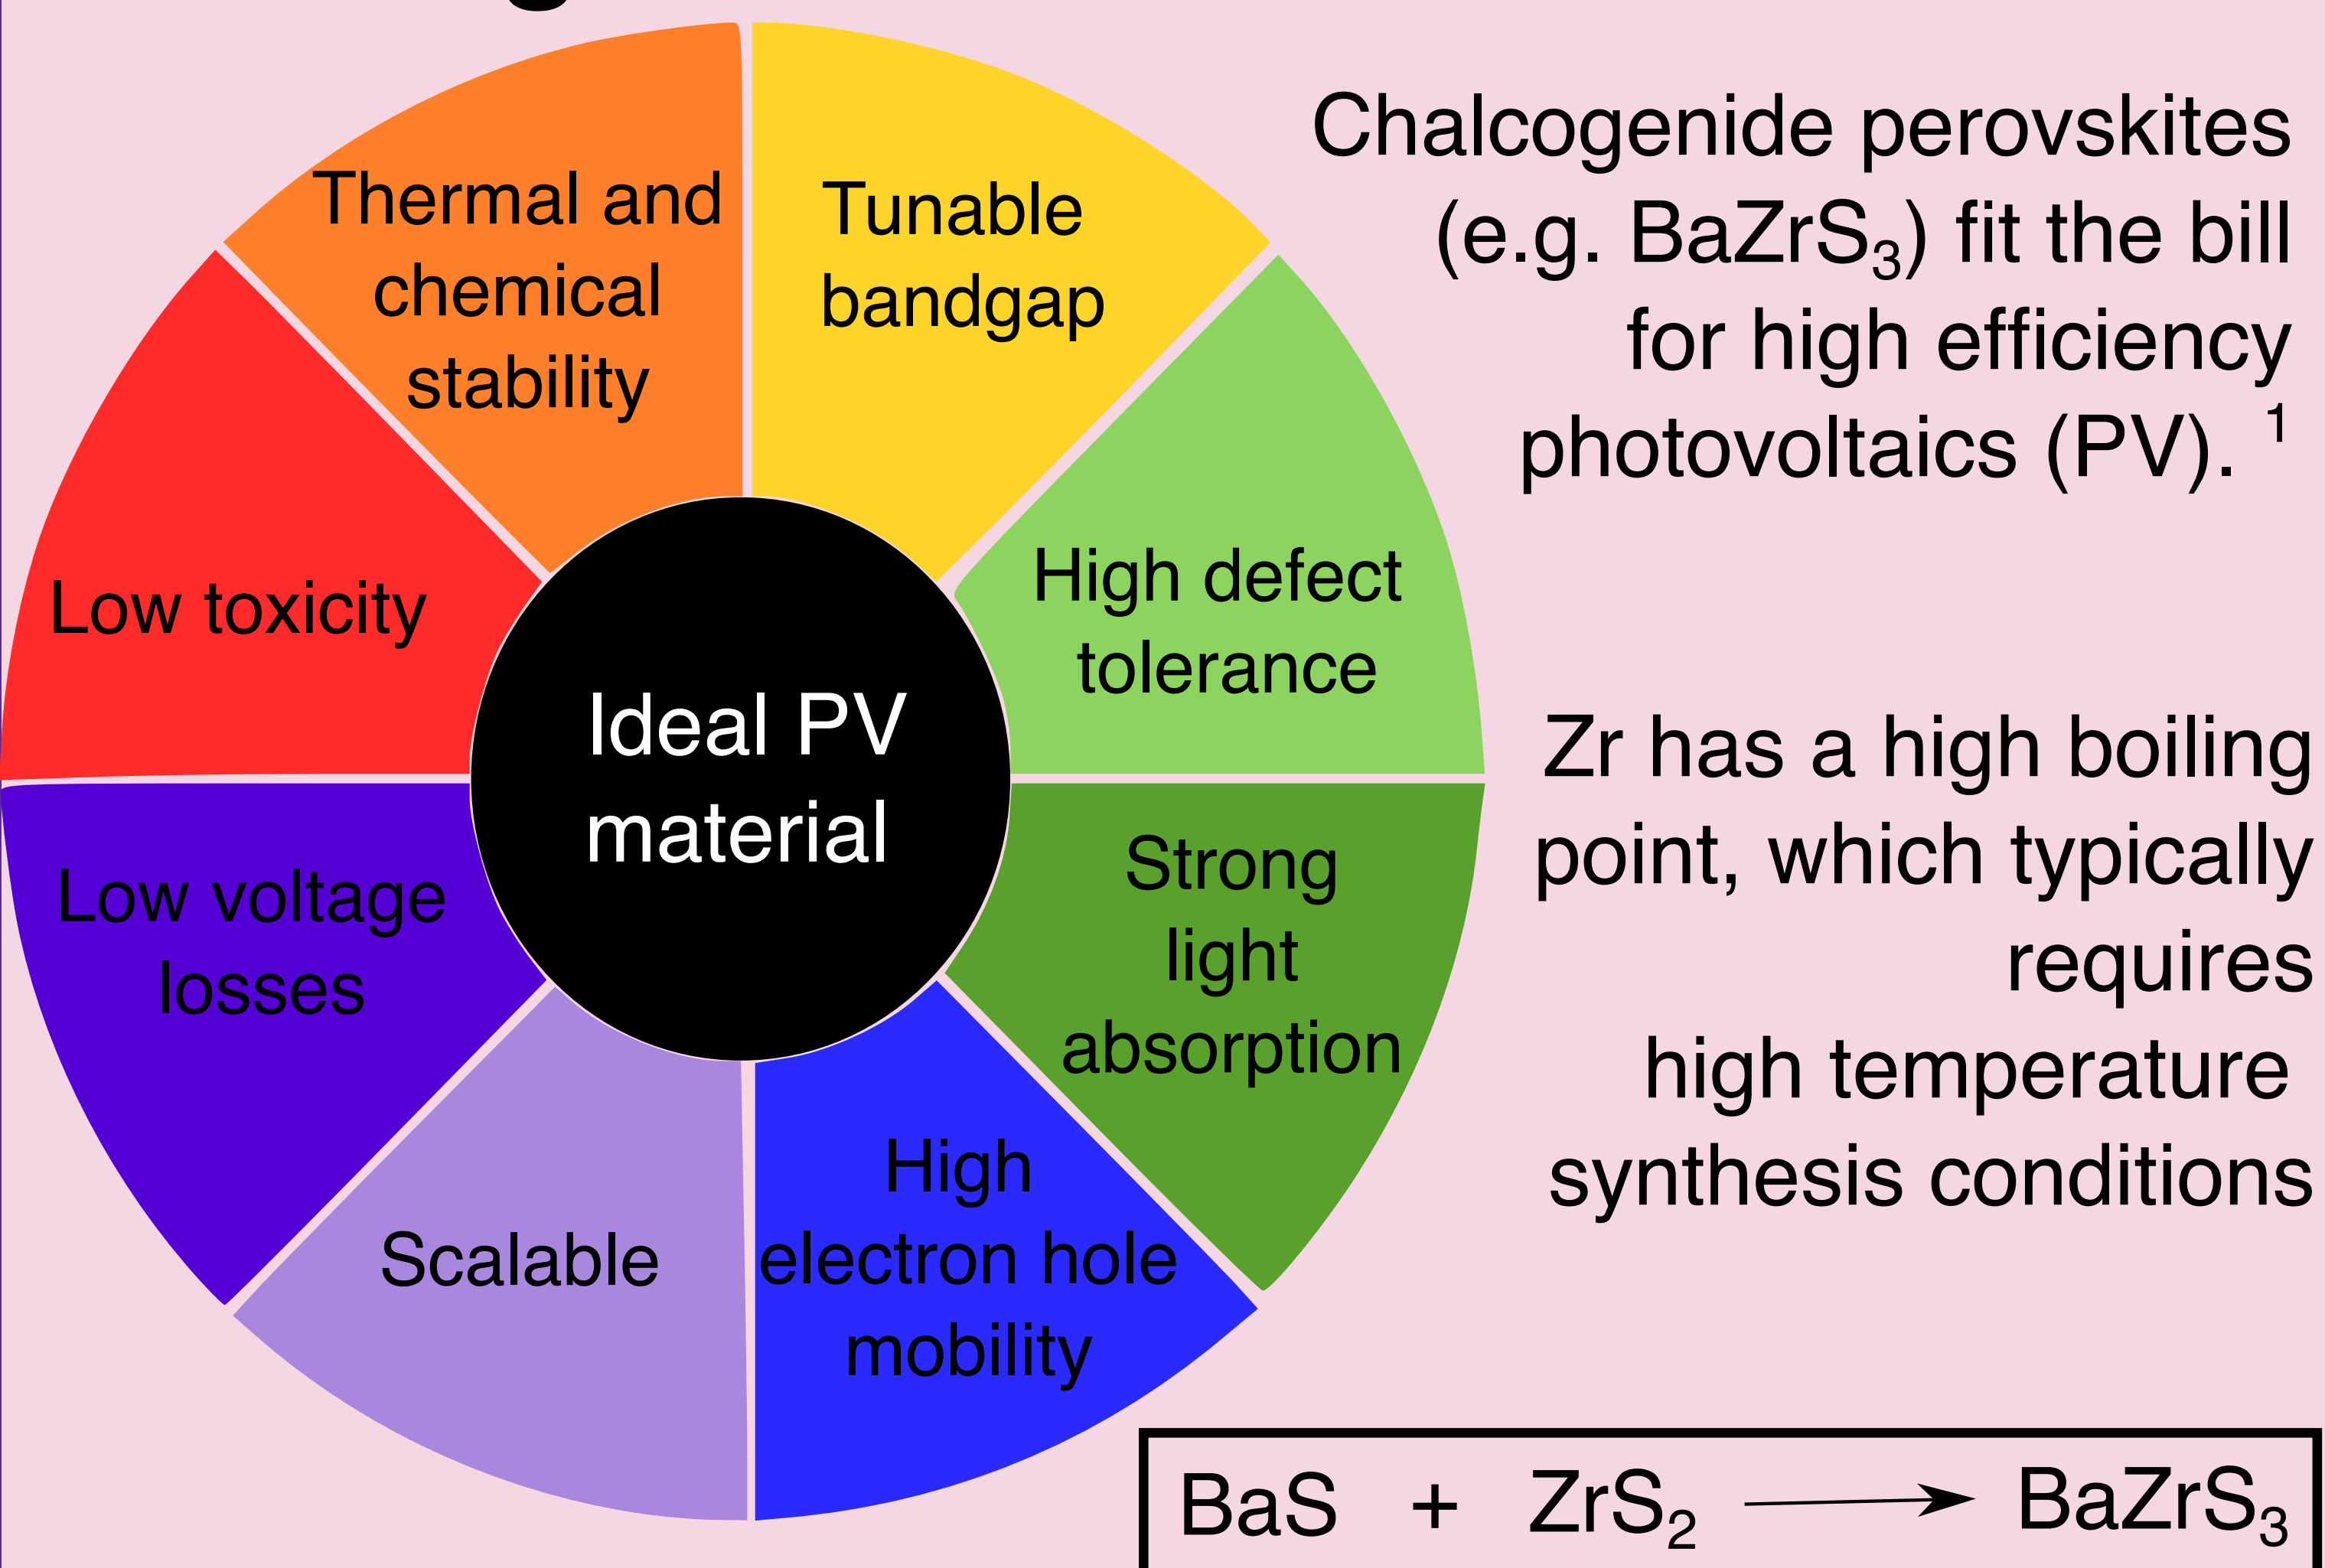 Thermal and
chemical
stability
Tunable
bandgap
High defect
tolerance
Strong
light
absorption
High
electron hole
mobility
Scalable
Low voltage
losses
Low toxicity
Ideal PV
material
Chalcogenide perovskites
(e.g. BaZrS₃) fit the bill
for high efficiency
photovoltaics (PV). ¹
Zr has a high boiling
point, which typically
requires
high temperature
synthesis conditions
BaS + ZrS₂ ⟶ BaZrS₃